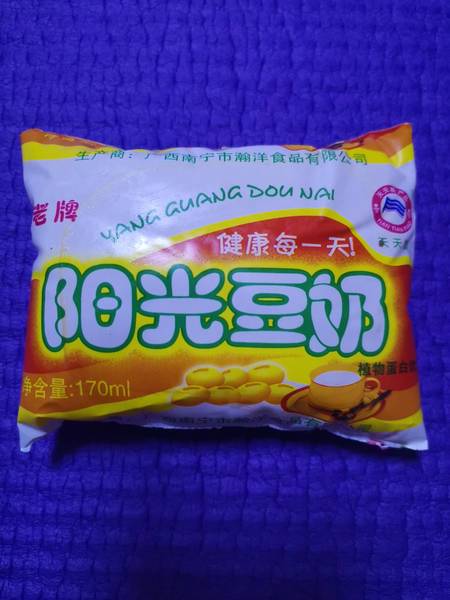 生产商：广西南宁市瀚洋食品有限公司
老牌
YANG GUANG DOU NAI
健康每一天!
阳光豆奶
植物蛋白
净含量:170ml